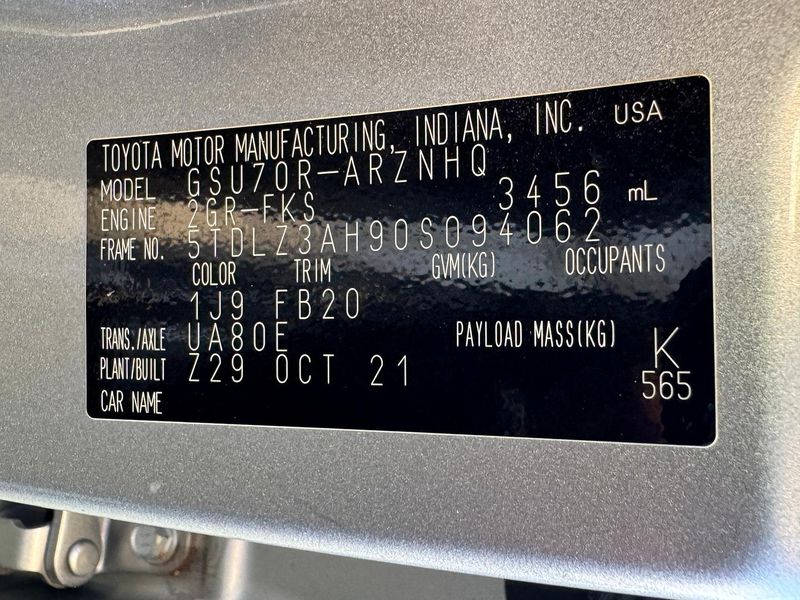 TOYOTA MOTOR MANUFACTURING, INDIANA, INC. USA
MODEL GSU70R-ARZNHQ
ENGINE 2GR-FKS 3456 mL
FRAME NO. 5TDLZ3AH90S094062
COLOR TRIM GVM(KG) OCCUPANTS
1J9 FB20
TRANS./AXLE UA80E PAYLOAD MASS(KG) K
PLANT/BUILT Z29 OCT 21 565
CAR NAME